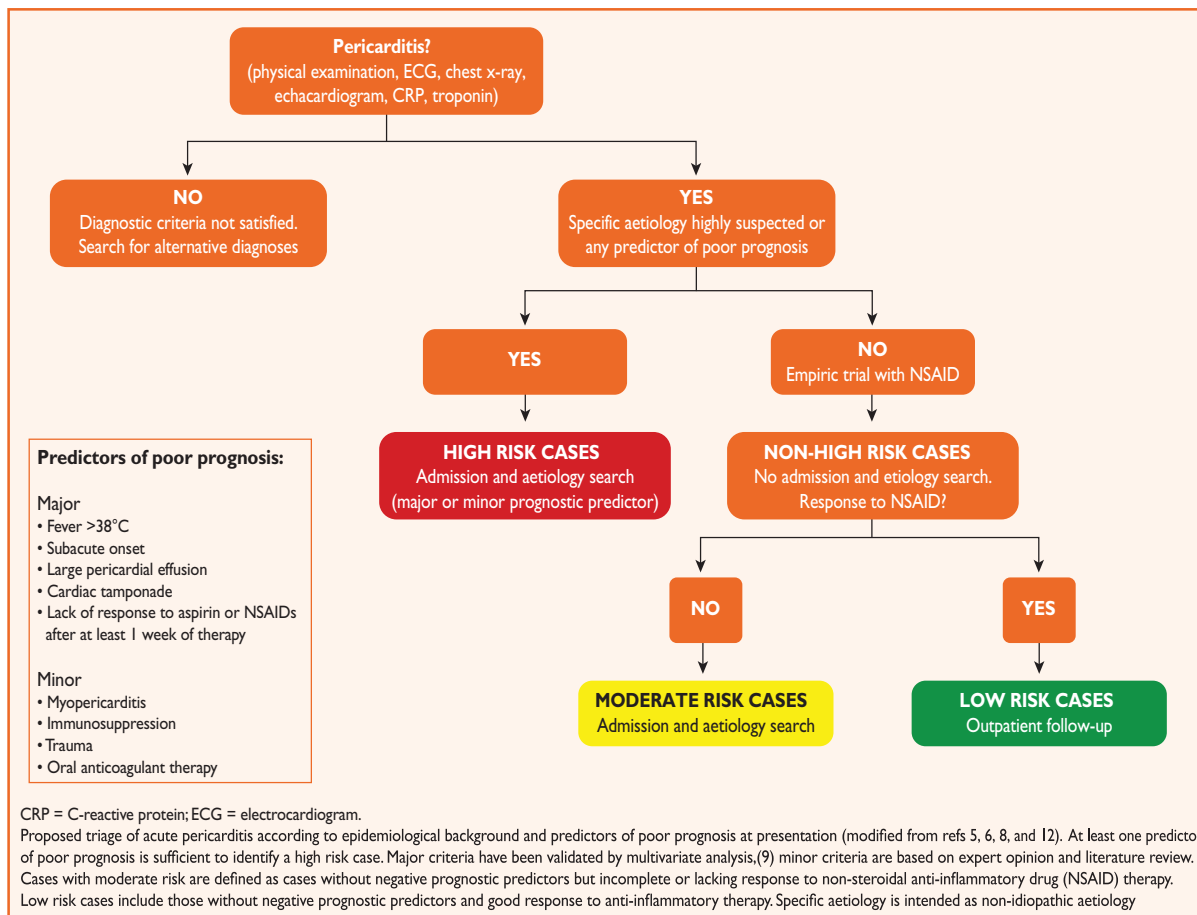 Pericarditis?
(physical examination, ECG, chest x-ray,
echacardiogram, CRP, troponin)
NO
Diagnostic criteria not satisfied.
Search for alternative diagnoses
YES
Specific aetiology highly suspected or
any predictor of poor prognosis
YES
NO
Empiric trial with NSAID
HIGH RISK CASES
Admission and aetiology search
(major or minor prognostic predictor)
NON-HIGH RISK CASES
No admission and etiology search.
Response to NSAID?
NO
YES
MODERATE RISK CASES
Admission and aetiology search
LOW RISK CASES
Outpatient follow-up
Predictors of poor prognosis:
Major
• Fever >38°C
• Subacute onset
• Large pericardial effusion
• Cardiac tamponade
• Lack of response to aspirin or NSAIDs
after at least 1 week of therapy
Minor
• Myopericarditis
• Immunosuppression
• Trauma
• Oral anticoagulant therapy
CRP = C-reactive protein; ECG = electrocardiogram.
Proposed triage of acute pericarditis according to epidemiological background and predictors of poor prognosis at presentation (modified from refs 5, 6, 8, and 12). At least one predicto
of poor prognosis is sufficient to identify a high risk case. Major criteria have been validated by multivariate analysis,(9) minor criteria are based on expert opinion and literature review.
Cases with moderate risk are defined as cases without negative prognostic predictors but incomplete or lacking response to non-steroidal anti-inflammatory drug (NSAID) therapy.
Low risk cases include those without negative prognostic predictors and good response to anti-inflammatory therapy. Specific aetiology is intended as non-idiopathic aetiology